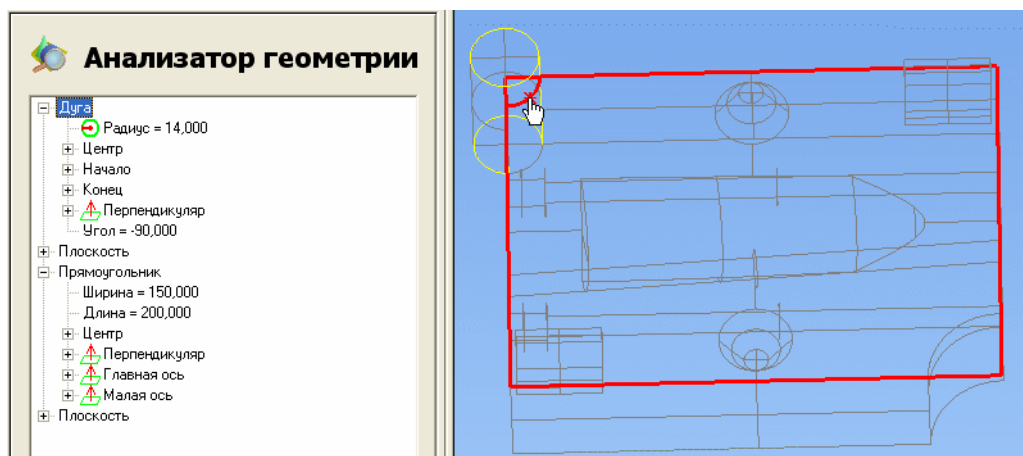 Анализатор геометрии
Дуга
Радиус = 14,000
Центр
Начало
Конец
Перпендикуляр
Угол = -90,000
Плоскость
Прямоугольник
Ширина = 150,000
Длина = 200,000
Центр
Перпендикуляр
Главная ось
Малая ось
Плоскость